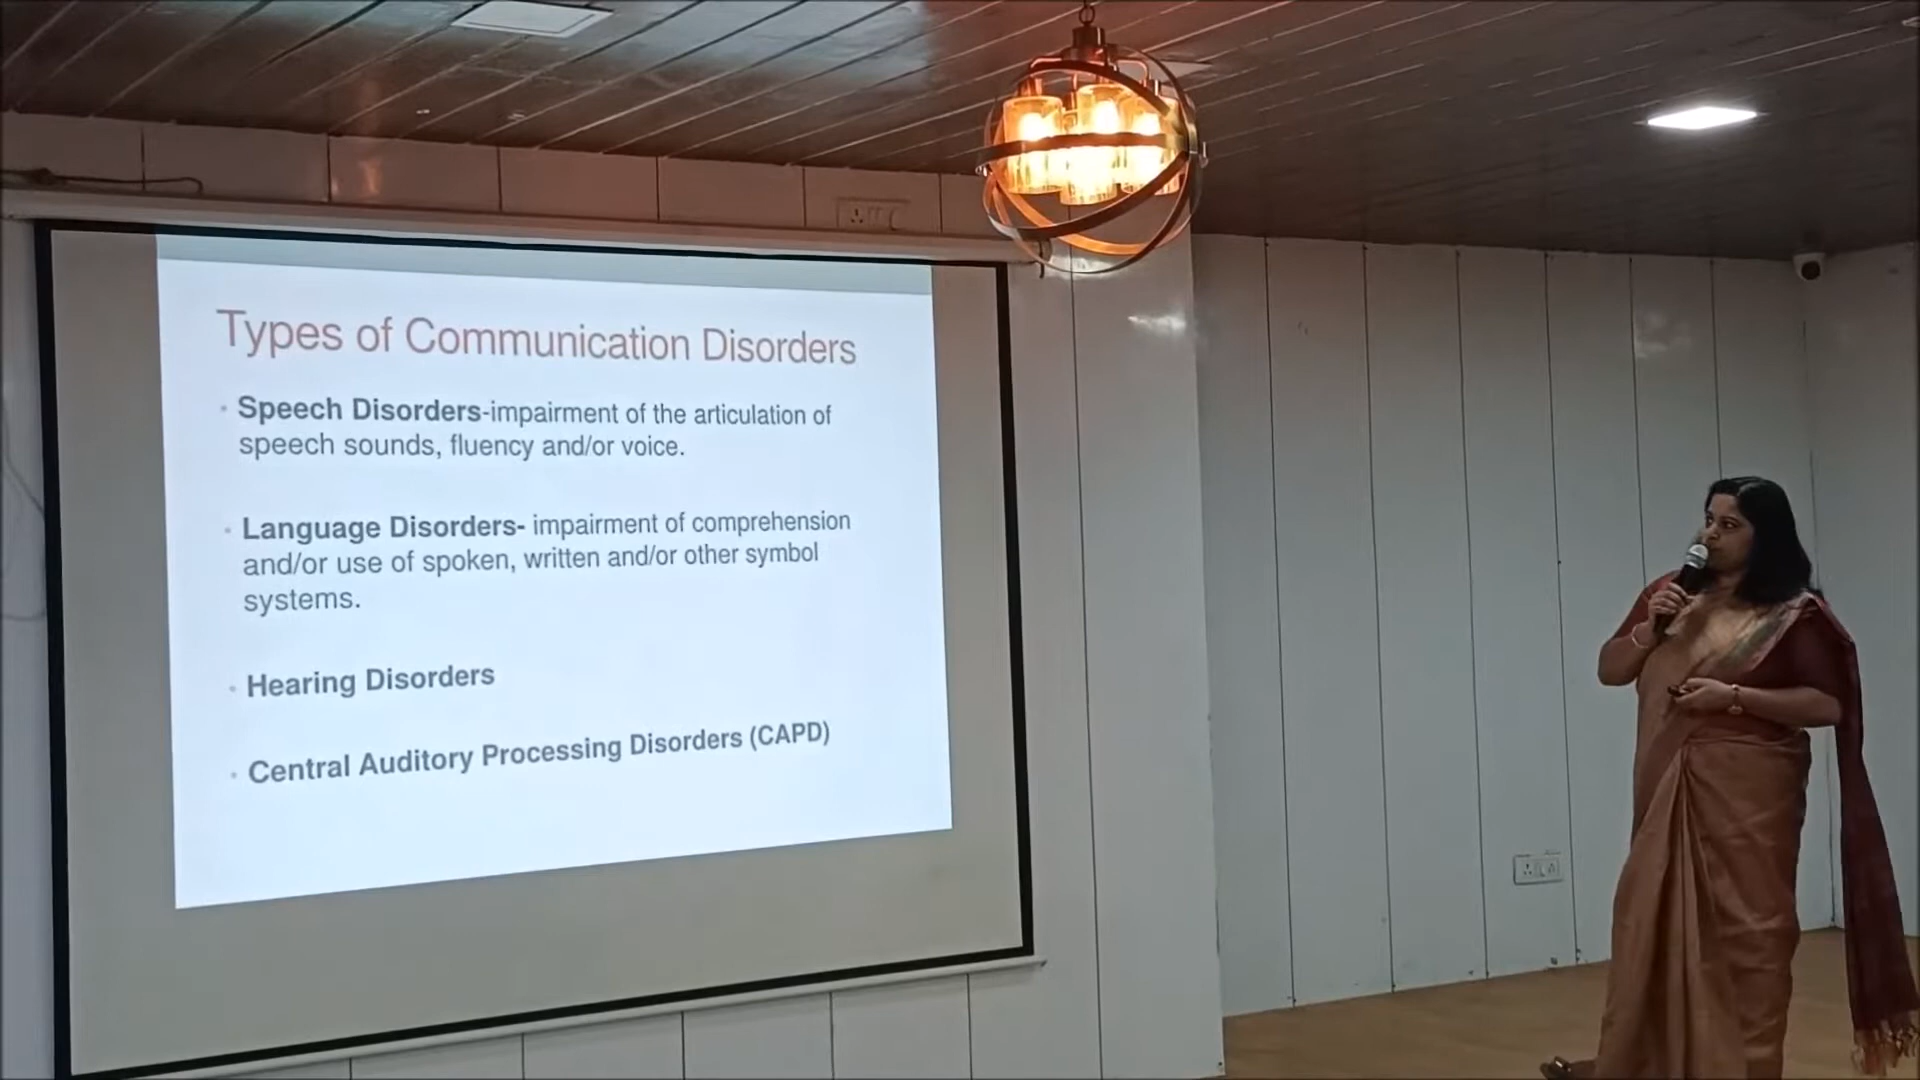 Types of Communication Disorders
Speech Disorders-impairment of the articulation of
speech sounds, fluency and/or voice.
Language Disorders- impairment of comprehension
and/or use of spoken, written and/or other symbol
systems.
Hearing Disorders
Central Auditory Processing Disorders (CAPD)